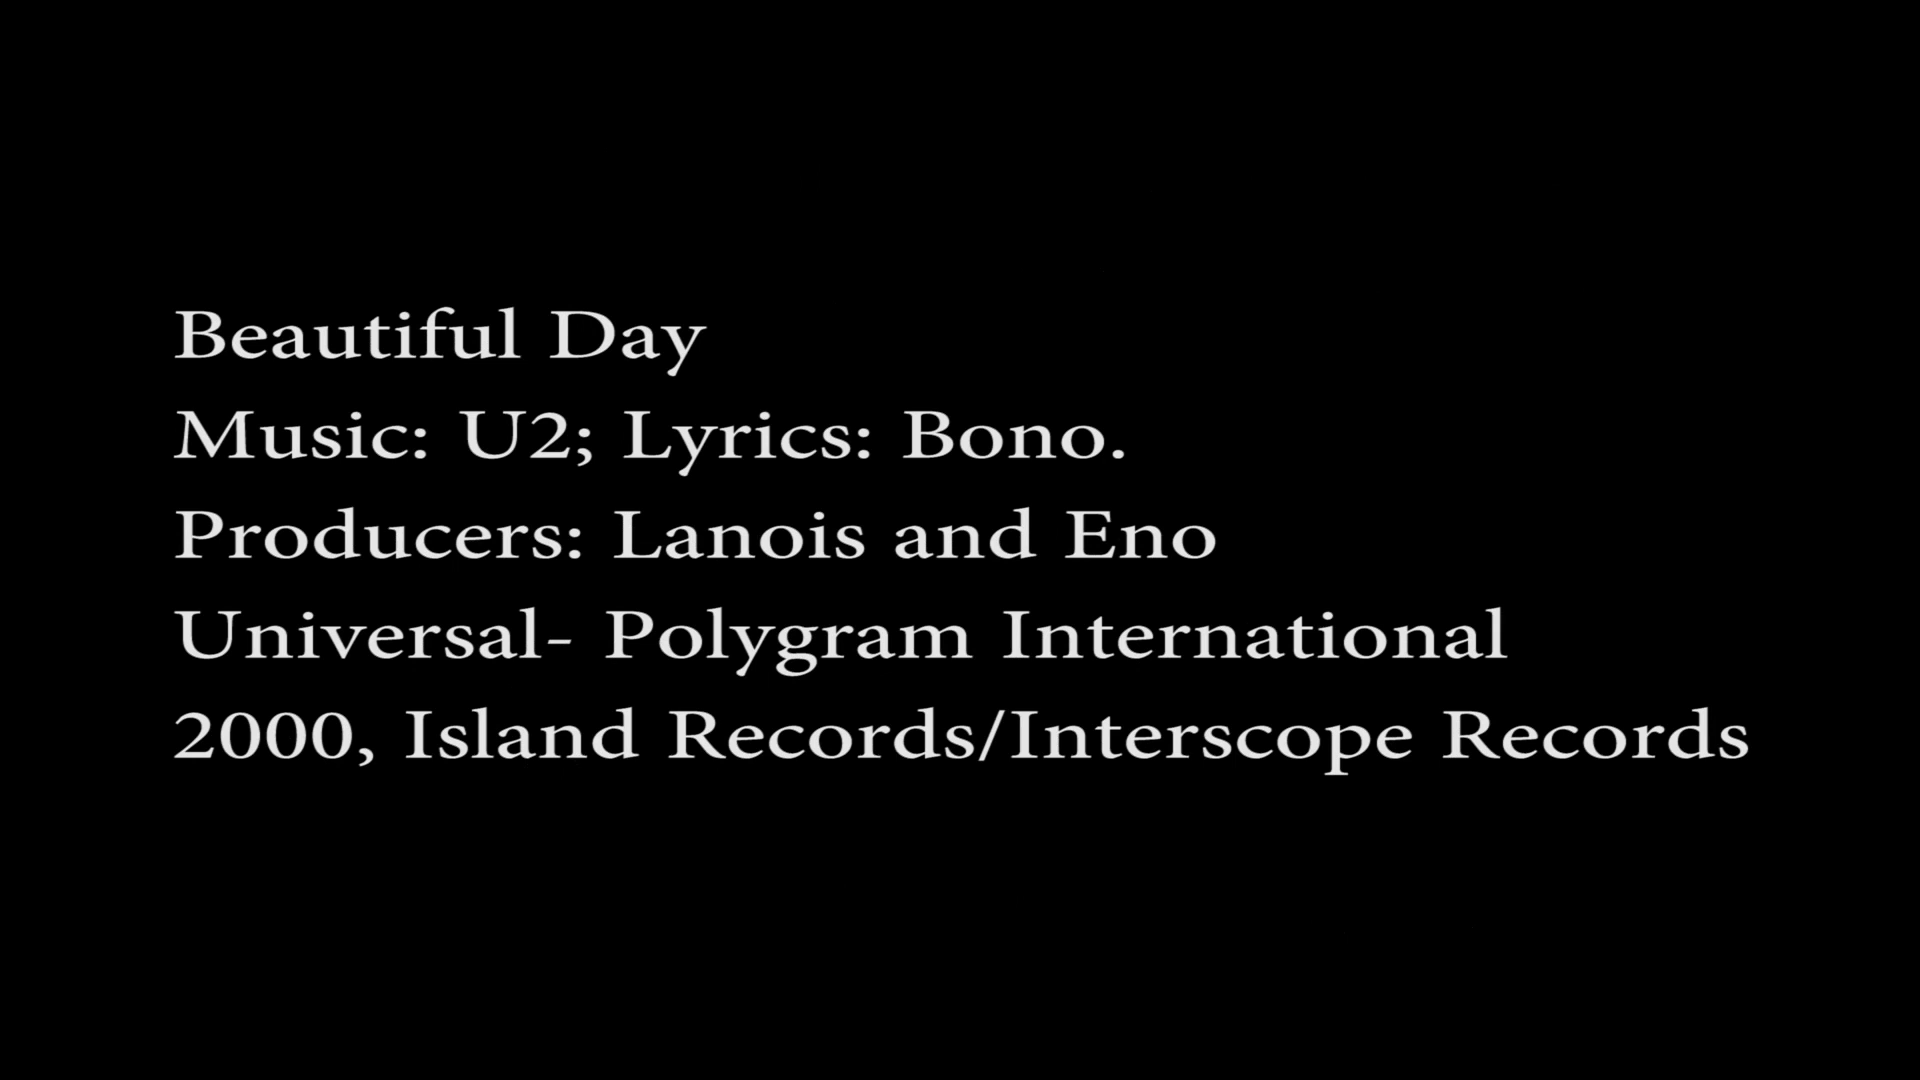 Beautiful Day
Music: U2; Lyrics: Bono.
Producers: Lanois and Eno
Universal- Polygram International
2000, Island Records/Interscope Records